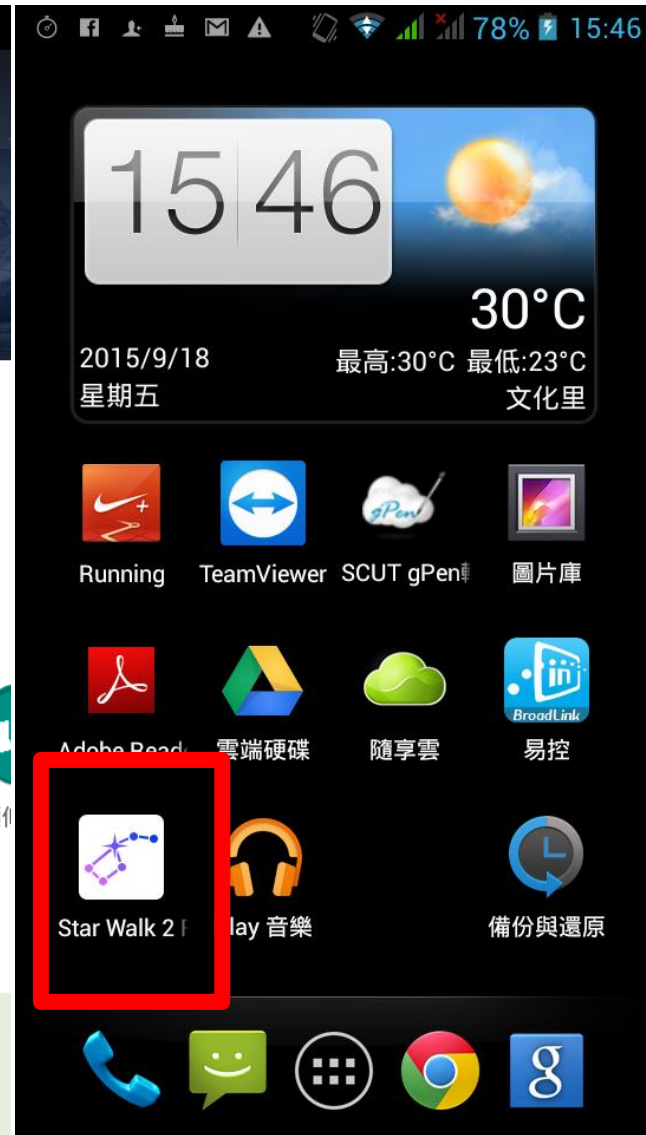 78% 15:46
15 46
30°C
2015/9/18 最高:30°C 最低:23°C
星期五 文化里
gPen
Running TeamViewer SCUT gPen 圖片庫
in
BroadLink
Adobe Read 雲端硬碟 隨享雲 易控
Star Walk 2 lay 音樂 備份與還原
g